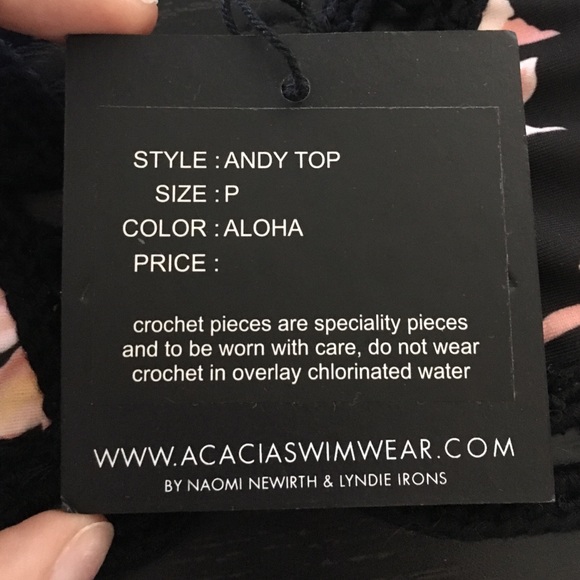 STYLE : ANDY TOP
SIZE : P
COLOR : ALOHA
PRICE :
crochet pieces are speciality pieces
and to be worn with care, do not wear
crochet in overlay chlorinated water
WWW.ACACIASWIMWEAR.COM
BY NAOMI NEWIRTH & LYNDIE IRONS